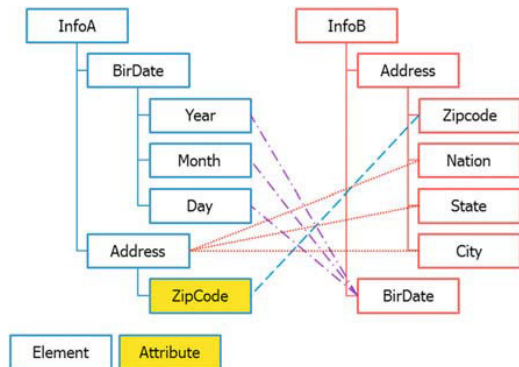 InfoA
BirDate
Year
Month
Day
Address
ZipCode
InfoB
Address
Zipcode
Nation
State
City
BirDate
Element
Attribute